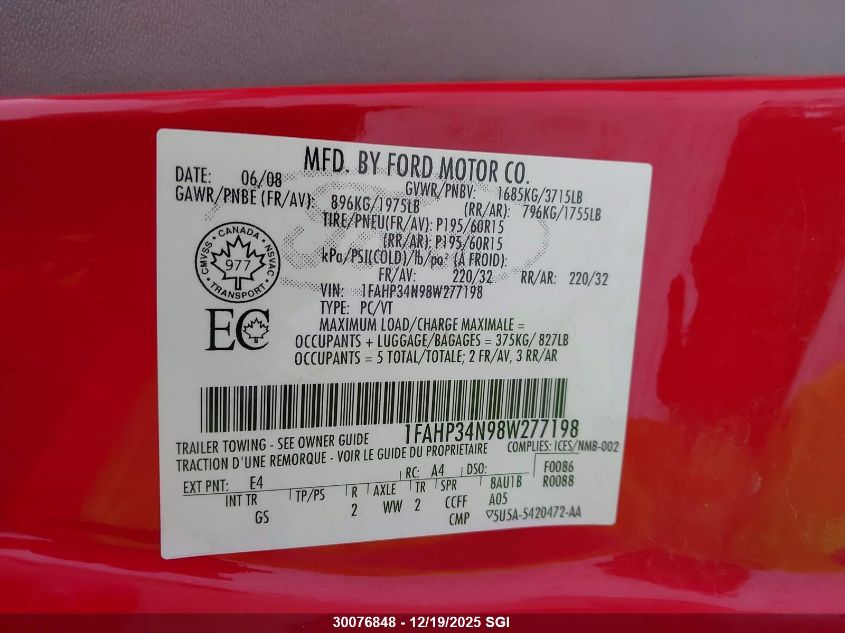 MFD. BY FORD MOTOR CO.
DATE: 06/08 GVWR/PNBV: 1685KG/3715LB
GAWR/PNBE (FR/AV): 896KG/1975LB (RR/AR): 796KG/1755LB
TIRE/PNEU(FR/AV): P195/60R15
(RR/AR): P195/60R15
kPa/PSI(COLD)/lb/po² (À FROID):
FR/AV: 220/32 RR/AR: 220/32
VIN: 1FAHP34N98W277198
TYPE: PC/VT
MAXIMUM LOAD/CHARGE MAXIMALE =
OCCUPANTS + LUGGAGE/BAGAGES = 375KG/ 827LB
OCCUPANTS = 5 TOTAL/TOTALE; 2 FR/AV, 3 RR/AR
CANADA
CMVSS 977 NSVAC
TRANSPORT
EC
1FAHP34N98W277198
TRAILER TOWING - SEE OWNER GUIDE COMPLIES: ICES/NMB-002
TRACTION D'UNE REMORQUE - VOIR LE GUIDE DU PROPRIETAIRE
EXT PNT: E4 RC: A4 DSO: F0086
INT TR TP/PS R AXLE TR SPR 8AU1B R0088
GS 2 WW 2 CCFF A05
CMP ▽5U5A-5420472-AA
30076848 - 12/19/2025 SGI